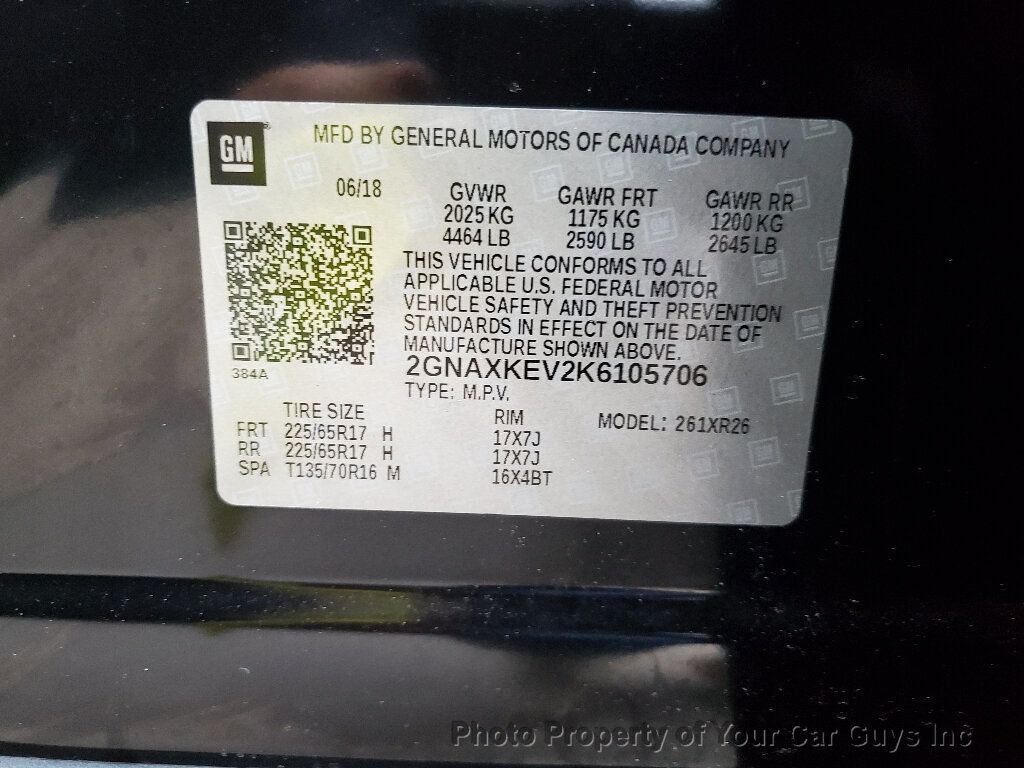 GM
MFD BY GENERAL MOTORS OF CANADA COMPANY
06/18
GVWR GAWR FRT GAWR RR
2025 KG 1175 KG 1200 KG
4464 LB 2590 LB 2645 LB
THIS VEHICLE CONFORMS TO ALL
APPLICABLE U.S. FEDERAL MOTOR
VEHICLE SAFETY AND THEFT PREVENTION
STANDARDS IN EFFECT ON THE DATE OF
MANUFACTURE SHOWN ABOVE.
384A
2GNAXKEV2K6105706
TYPE: M.P.V.
TIRE SIZE RIM MODEL: 261XR26
FRT 225/65R17 H 17X7J
RR 225/65R17 H 17X7J
SPA T135/70R16 M 16X4BT
Photo Property of Your Car Guys Inc